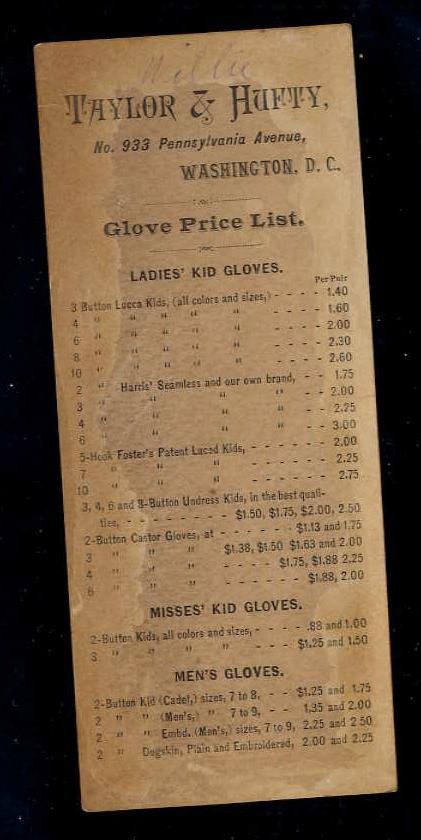 Willie
TAYLOR & HUFTY,
No. 933 Pennsylvania Avenue,
WASHINGTON, D. C.
Glove Price List.
LADIES' KID GLOVES.
Per Pair
3 Button Lucca Kids, (all colors and sizes,) - - - - 1.40
4 " " " " " - - - - 1.60
6 " " " " " - - - - 2.00
8 " " " " " - - - - 2.30
10 " " " " " - - - - 2.60
2 " Harris' Seamless and our own brand, - - 1.75
3 " " " " - - 2.00
4 " " " " - - 2.25
6 " " " " - - 3.00
5-Hook Foster's Patent Laced Kids, - - - - - - 2.00
7 " " " - - - - - - 2.25
10 " " " - - - - - - 2.75
3, 4, 6 and 8-Button Undress Kids, in the best quali-
ties, - - - - - - - - $1.50, $1.75, $2.00, 2.50
2-Button Castor Gloves, at - - - - - - $1.13 and 1.75
3 " " " $1.38, $1.50 $1.63 and 2.00
4 " " " - - - - $1.75, $1.88 2.25
6 " " " - - - - - - $1.88, 2.00
MISSES' KID GLOVES.
2-Button Kids, all colors and sizes, - - - - .88 and 1.00
3 " " " " - - - - $1.25 and 1.50
MEN'S GLOVES.
2-Button Kid (Cadet,) sizes, 7 to 8, - - $1.25 and 1.75
2 " " (Men's,) " 7 to 9, - - 1.35 and 2.00
2 " " Embd. (Men's,) sizes, 7 to 9, 2.25 and 2 50
2 " Dogskin, Plain and Embroidered, 2.00 and 2.25